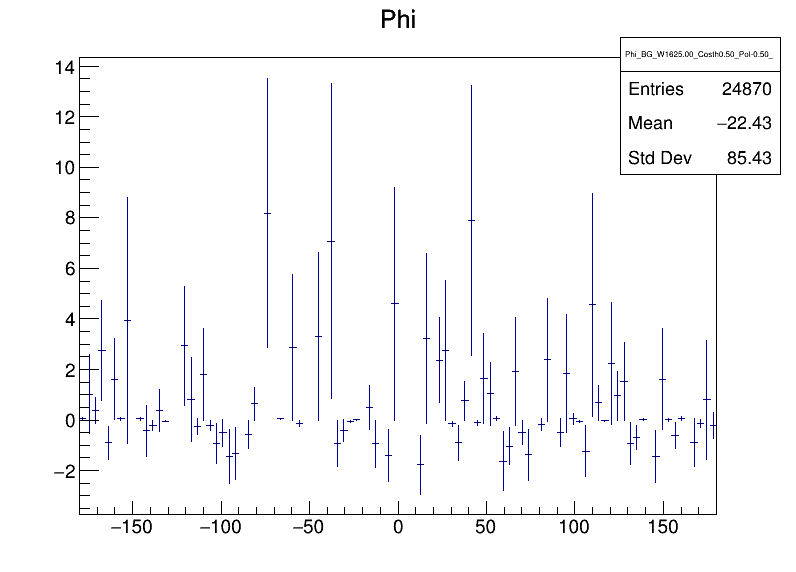 Phi
Phi_BG_W1625.00_Costh0.50_Pol-0.50_
Entries 24870
Mean −22.43
Std Dev 85.43
14
12
10
8
6
4
2
0
−2
−150 −100 −50 0 50 100 150